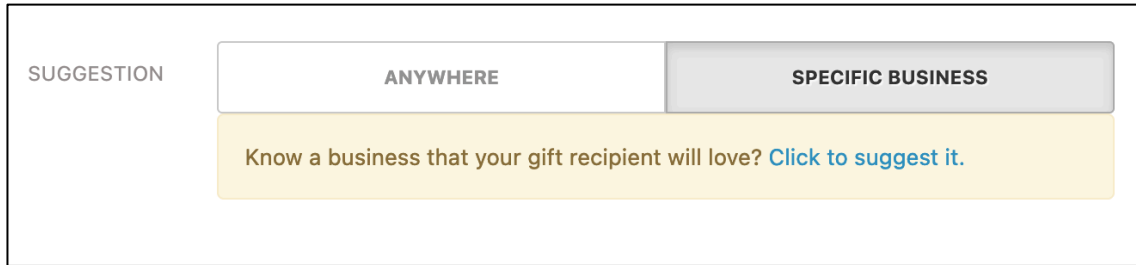 SUGGESTION
ANYWHERE
SPECIFIC BUSINESS
Know a business that your gift recipient will love? Click to suggest it.